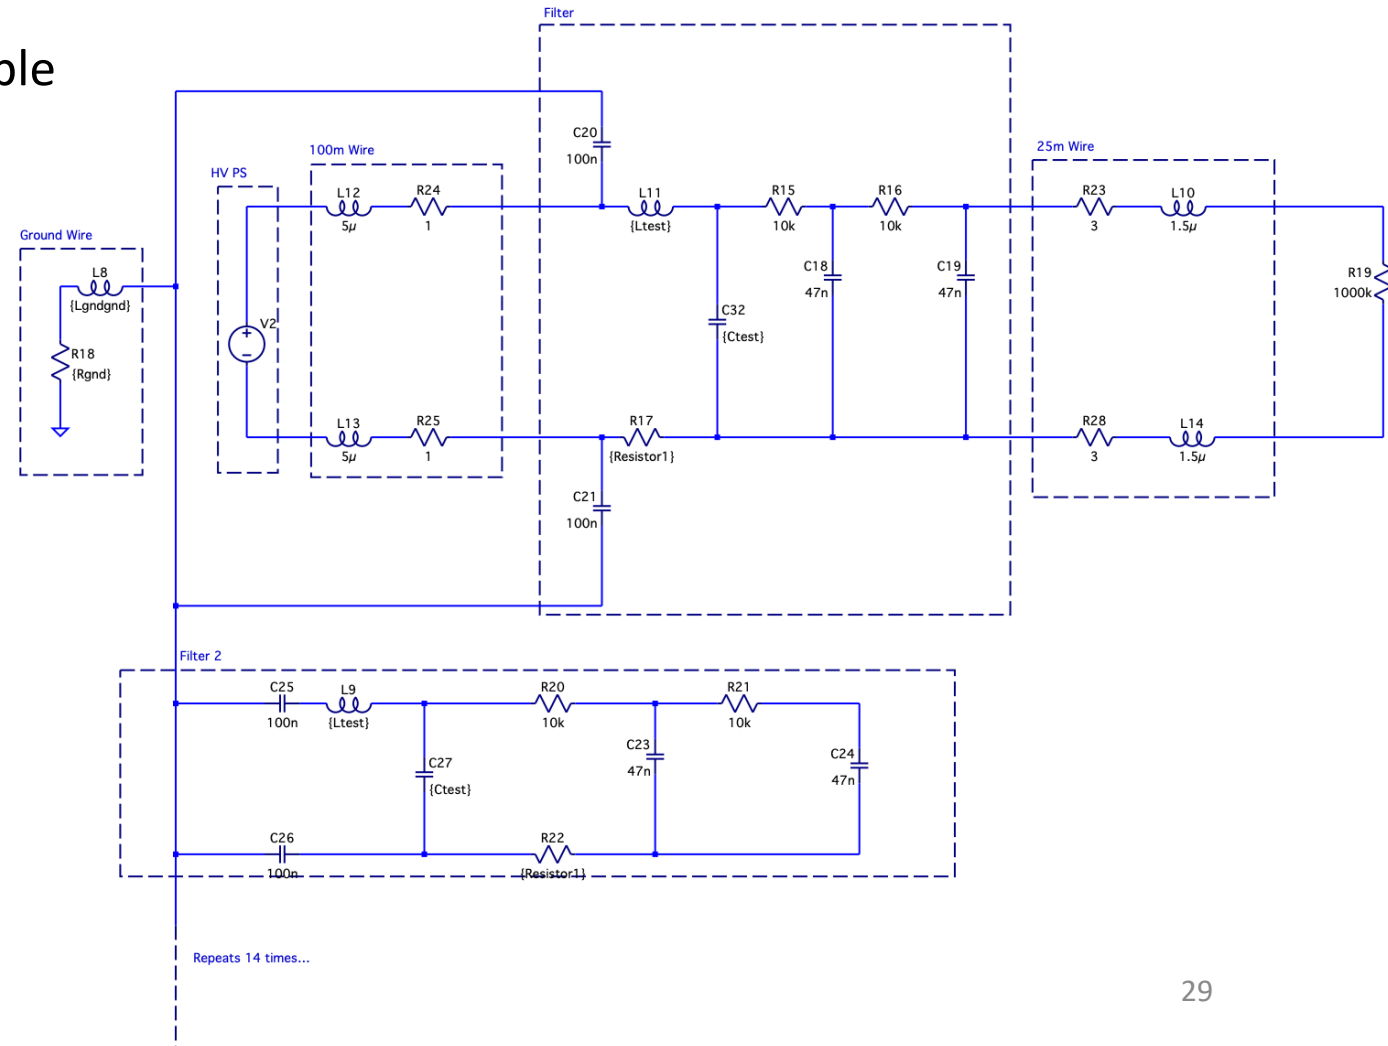 ble
Filter
C20
100n
100m Wire
25m Wire
HV PS
L12
5µ
R24
1
L11
{Ltest}
R15
10k
R16
10k
R23
3
L10
1.5µ
Ground Wire
L8
{Lgndgnd}
C18
47n
C19
47n
R19
1000k
V2
C32
{Ctest}
R18
{Rgnd}
L13
5µ
R25
1
R17
{Resistor1}
R28
3
L14
1.5µ
C21
100n
Filter 2
C25
100n
L9
{Ltest}
R20
10k
R21
10k
C23
47n
C24
47n
C27
{Ctest}
C26
100n
R22
{Resistor1}
Repeats 14 times...
29